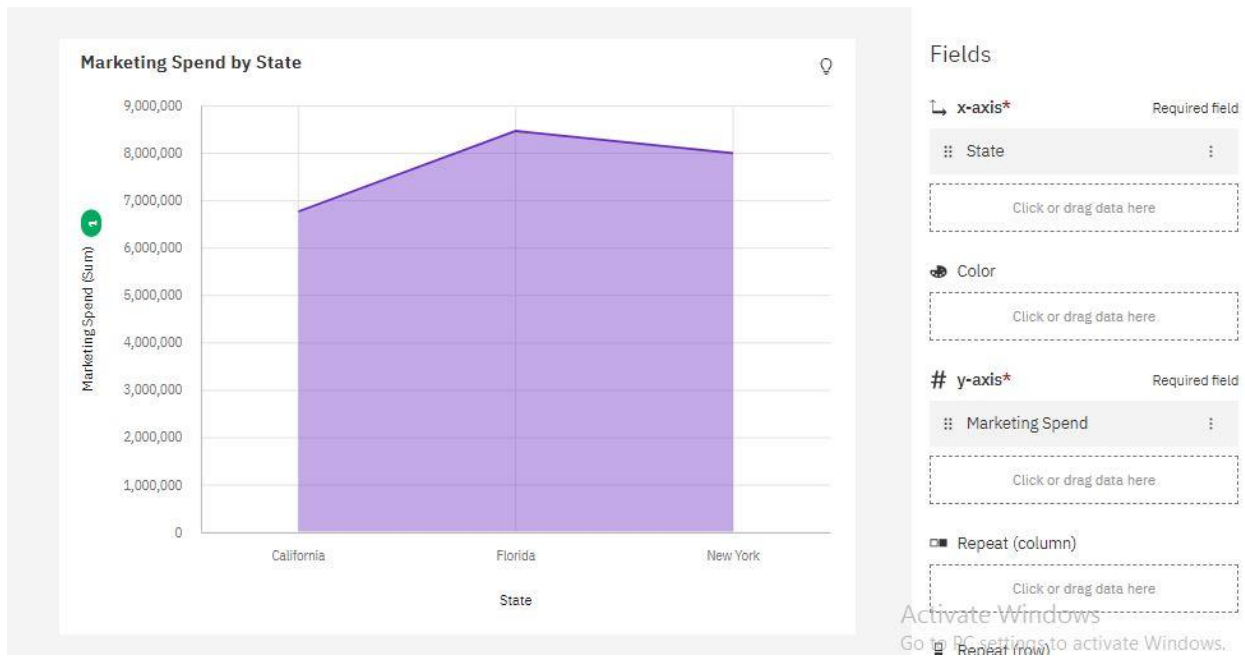 Marketing Spend by State
9,000,000
8,000,000
7,000,000
6,000,000
5,000,000
4,000,000
3,000,000
2,000,000
1,000,000
0
Marketing Spend (Sum) 1
California Florida New York
State
Fields
x-axis* Required field
State
Click or drag data here
Color
Click or drag data here
# y-axis* Required field
Marketing Spend
Click or drag data here
Repeat (column)
Click or drag data here
Activate Windows
Go to PC settings to activate Windows.
Repeat (row)